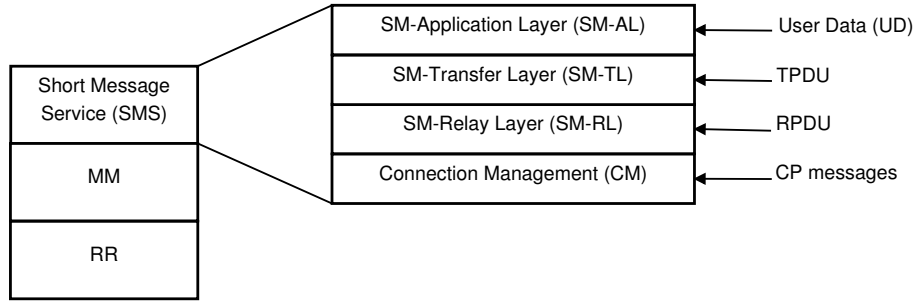 SM-Application Layer (SM-AL)
User Data (UD)
SM-Transfer Layer (SM-TL)
TPDU
Short Message
Service (SMS)
SM-Relay Layer (SM-RL)
RPDU
MM
Connection Management (CM)
CP messages
RR